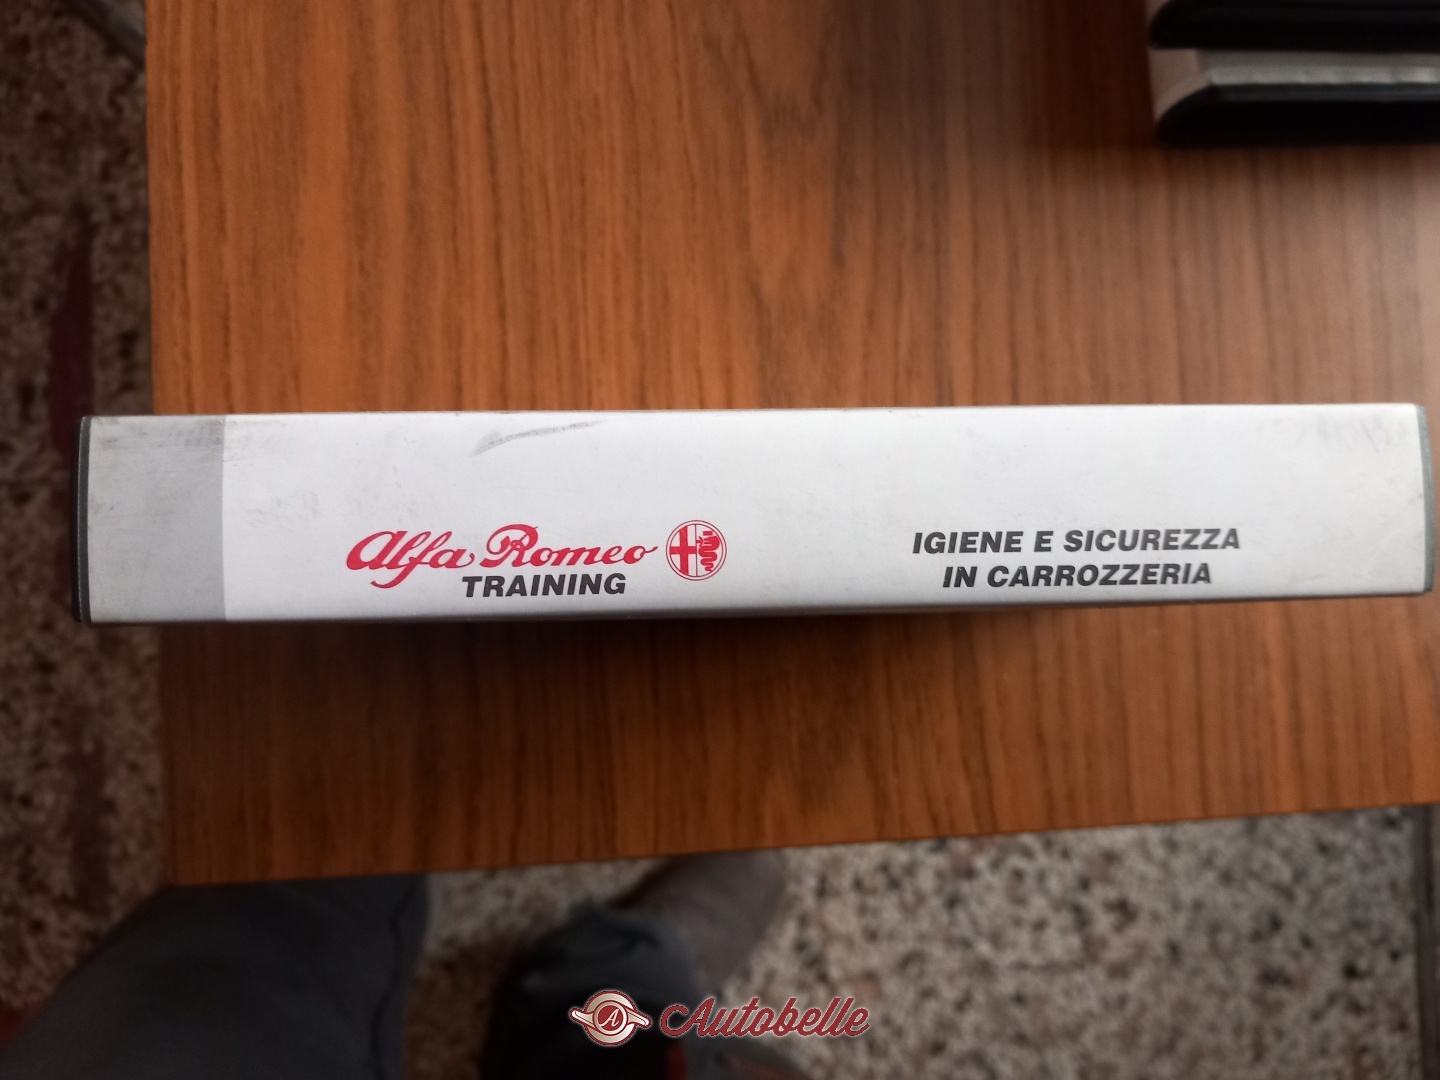 Alfa Romeo
TRAINING
IGIENE E SICUREZZA
IN CARROZZERIA
A
Autobelle